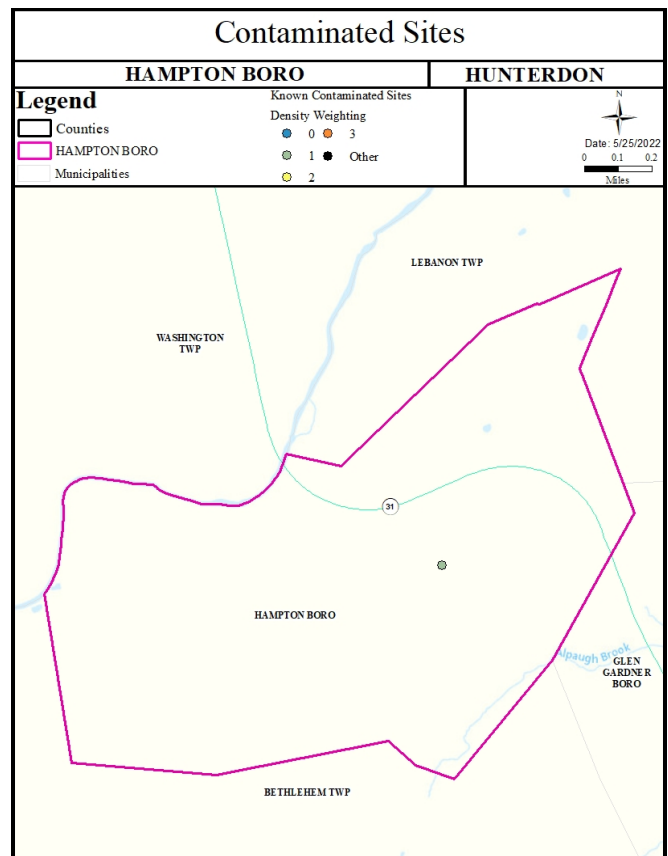 Contaminated Sites
HAMPTON BORO
HUNTERDON
Legend
Counties
HAMPTON BORO
Municipalities
Known Contaminated Sites
Density Weighting
0 3
1 Other
2
N
Date: 5/25/2022
0 0.1 0.2
Miles
LEBANON TWP
WASHINGTON
TWP
31
HAMPTON BORO
lpaugh Brook
GLEN
GARDNER
BORO
BETHLEHEM TWP